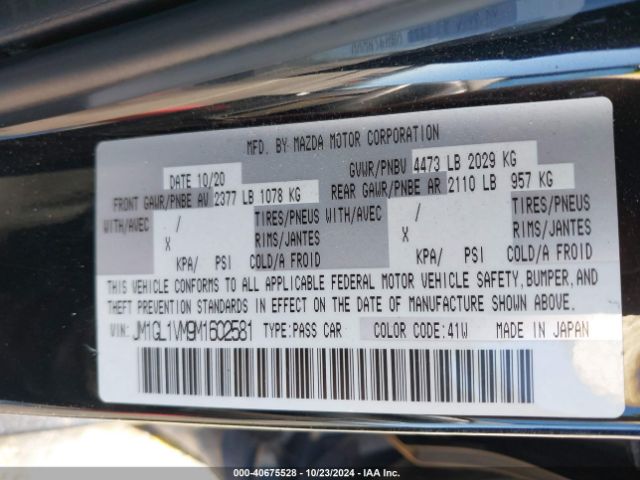 MFD. BY MAZDA MOTOR CORPORATION
DATE 10/20 GVWR/PNBV 4473 LB 2029 KG
FRONT GAWR/PNBE AV 2377 LB 1078 KG REAR GAWR/PNBE AR 2110 LB 957 KG
WITH/AVEC / TIRES/PNEUS WITH/AVEC / TIRES/PNEUS
X RIMS/JANTES X RIMS/JANTES
KPA/ PSI COLD/A FROID KPA/ PSI COLD/A FROID
THIS VEHICLE CONFORMS TO ALL APPLICABLE FEDERAL MOTOR VEHICLE SAFETY, BUMPER, AND
THEFT PREVENTION STANDARDS IN EFFECT ON THE DATE OF MANUFACTURE SHOWN ABOVE.
VIN: JM1GL1VM9M1602581 TYPE:PASS CAR COLOR CODE:41W MADE IN JAPAN
000-40675528 - 10/23/2024 - IAAI.COM